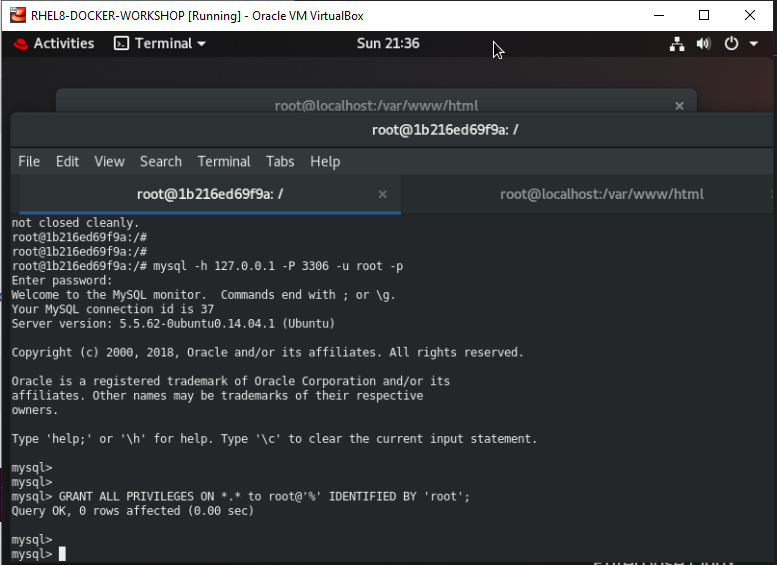 RHEL8-DOCKER-WORKSHOP [Running] - Oracle VM VirtualBox
Activities Terminal Sun 21:36
root@localhost:/var/www/html
root@1b216ed69f9a: /
File Edit View Search Terminal Tabs Help
root@1b216ed69f9a: / root@localhost:/var/www/html
not closed cleanly.
root@1b216ed69f9a:/#
root@1b216ed69f9a:/#
root@1b216ed69f9a:/# mysql -h 127.0.0.1 -P 3306 -u root -p
Enter password:
Welcome to the MySQL monitor.  Commands end with ; or \g.
Your MySQL connection id is 37
Server version: 5.5.62-0ubuntu0.14.04.1 (Ubuntu)
Copyright (c) 2000, 2018, Oracle and/or its affiliates. All rights reserved.
Oracle is a registered trademark of Oracle Corporation and/or its
affiliates. Other names may be trademarks of their respective
owners.
Type 'help;' or '\h' for help. Type '\c' to clear the current input statement.
mysql>
mysql>
mysql> GRANT ALL PRIVILEGES ON *.* to root@'%' IDENTIFIED BY 'root';
Query OK, 0 rows affected (0.00 sec)
mysql>
mysql>